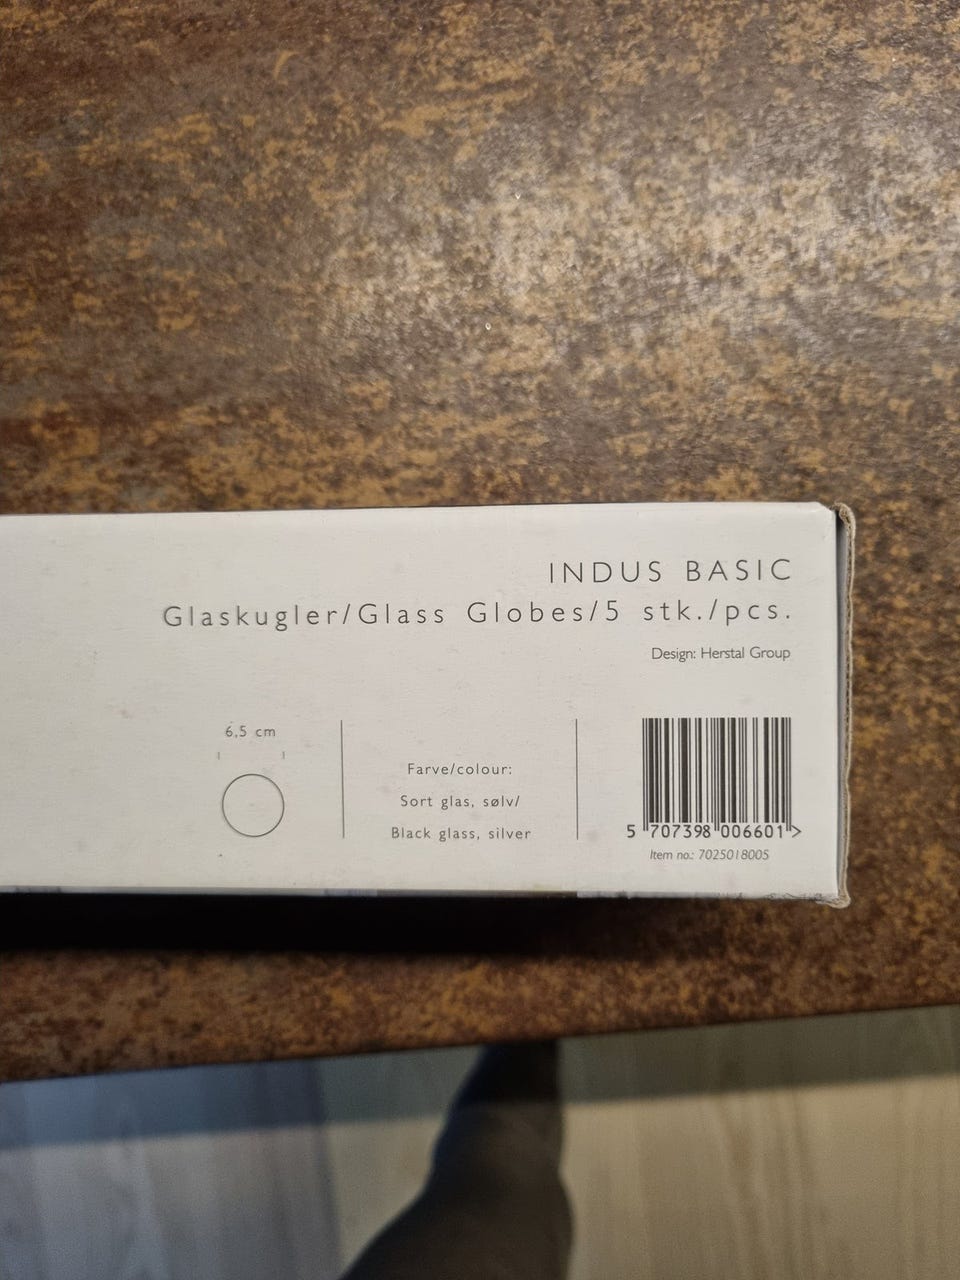 INDUS BASIC
Glaskugler/Glass Globes/5 stk./pcs.
Design: Herstal Group
6,5 cm
Farve/colour:
Sort glas, sølv/
Black glass, silver
5 707398 006601 >
Item no.: 7025018005